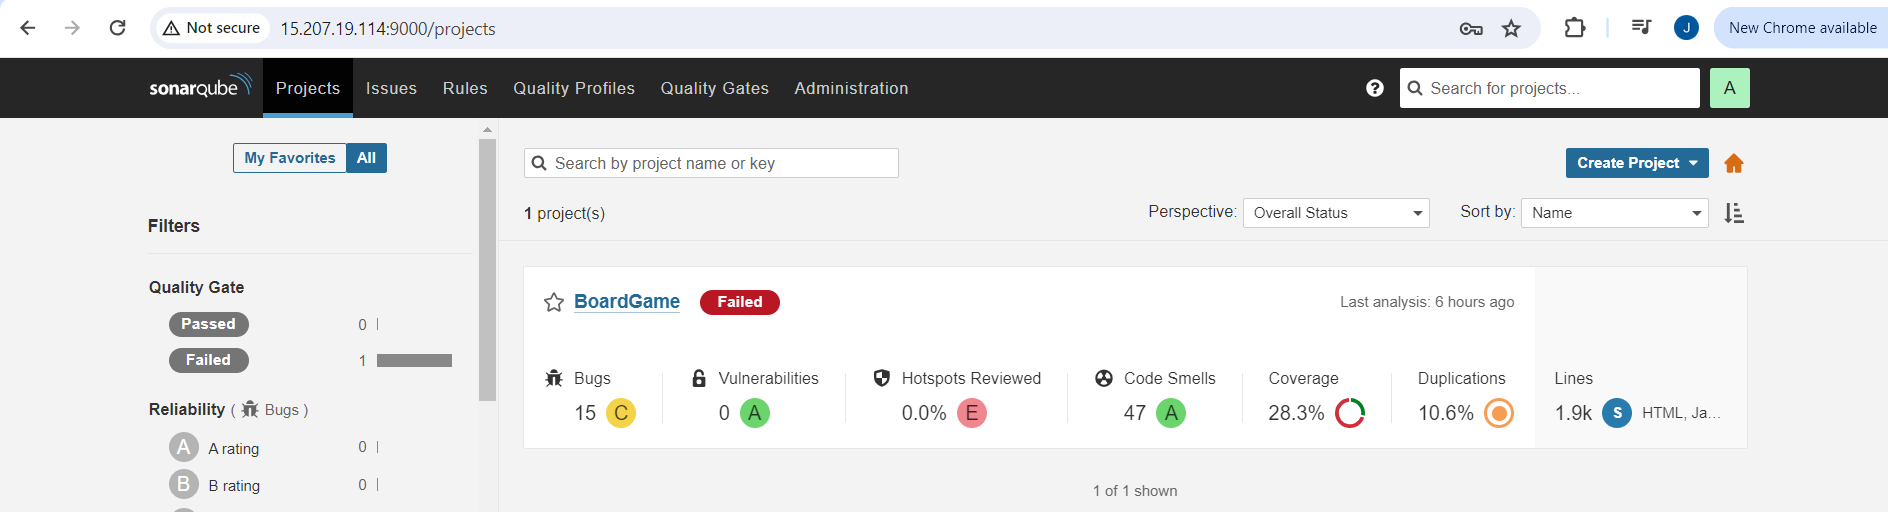 Not secure 15.207.19.114:9000/projects New Chrome available
J
sonarqube Projects Issues Rules Quality Profiles Quality Gates Administration ? Search for projects... A
My Favorites All
Search by project name or key Create Project
1 project(s) Perspective: Overall Status Sort by: Name
Filters
Quality Gate
Passed 0
Failed 1
Reliability ( Bugs )
A A rating 0
B B rating 0
BoardGame Failed Last analysis: 6 hours ago
Bugs Vulnerabilities Hotspots Reviewed Code Smells Coverage Duplications Lines
15 C 0 A 0.0% E 47 A 28.3% 10.6% 1.9k S HTML, Ja...
1 of 1 shown